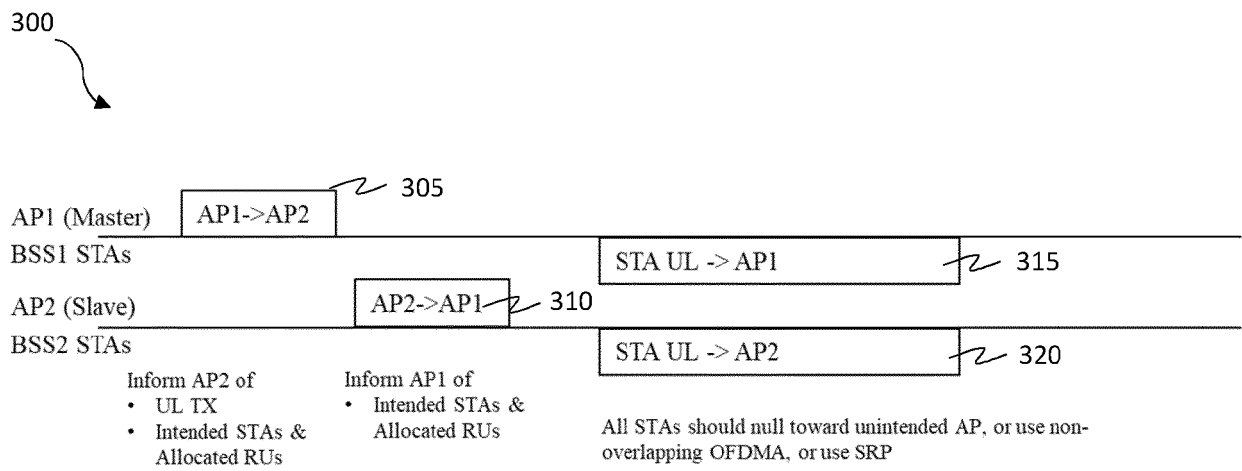 300
305
AP1 (Master)
AP1->AP2
BSS1 STAs
STA UL -> AP1
315
AP2 (Slave)
AP2->AP1
310
BSS2 STAs
STA UL -> AP2
320
Inform AP2 of
• UL TX
• Intended STAs &
Allocated RUs
Inform AP1 of
• Intended STAs &
Allocated RUs
All STAs should null toward unintended AP, or use non-
overlapping OFDMA, or use SRP